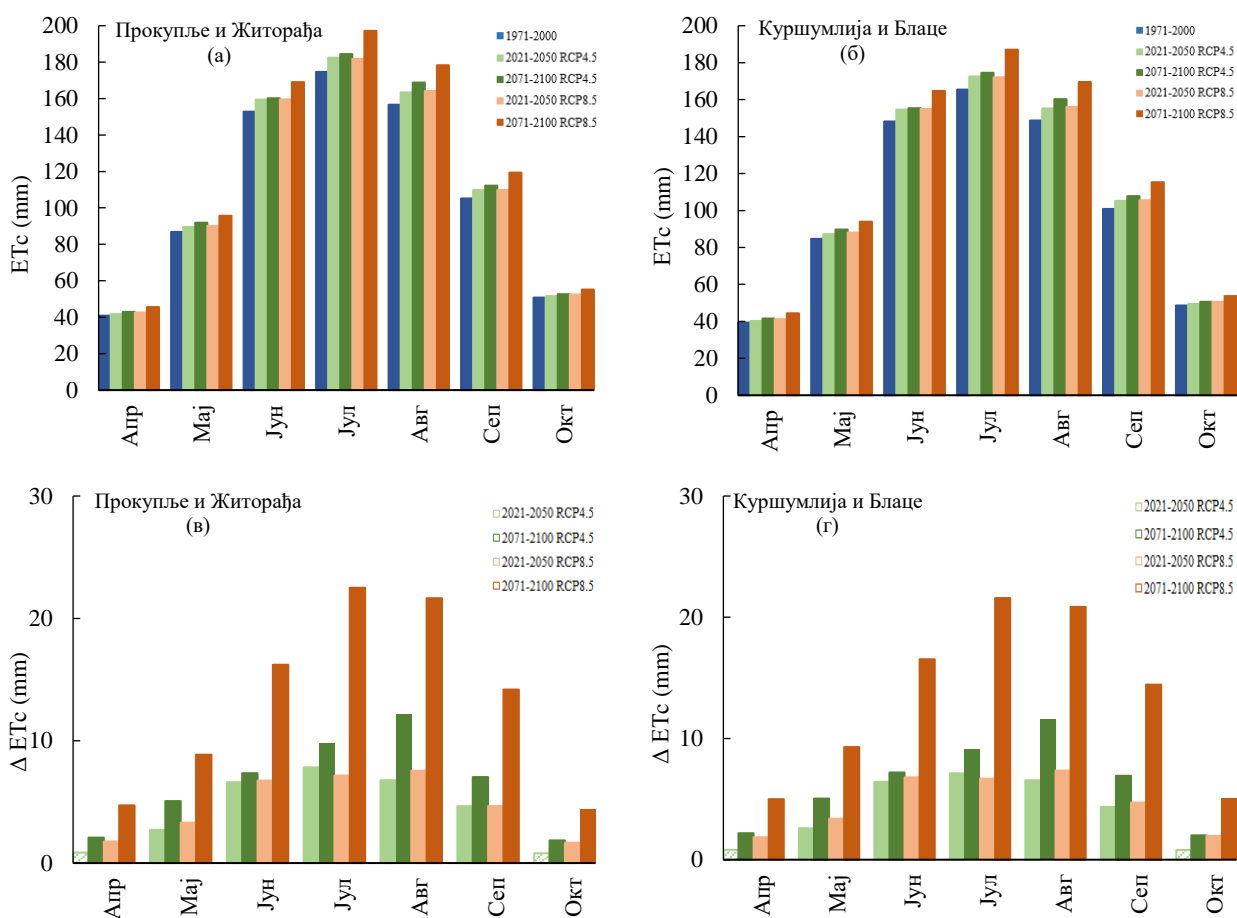 Прокупље и Житорађа
(а)
1971-2000
2021-2050 RCP4.5
2071-2100 RCP4.5
2021-2050 RCP8.5
2071-2100 RCP8.5
ETc (mm)
200
180
160
140
120
100
80
60
40
20
0
Апр
Мај
Јун
Јул
Авг
Сеп
Окт
Куршумлија и Блаце
(б)
1971-2000
2021-2050 RCP4.5
2071-2100 RCP4.5
2021-2050 RCP8.5
2071-2100 RCP8.5
ETc (mm)
200
180
160
140
120
100
80
60
40
20
0
Апр
Мај
Јун
Јул
Авг
Сеп
Окт
Прокупље и Житорађа
(в)
2021-2050 RCP4.5
2071-2100 RCP4.5
2021-2050 RCP8.5
2071-2100 RCP8.5
Δ ETc (mm)
30
20
10
0
Апр
Мај
Јун
Јул
Авг
Сеп
Окт
Куршумлија и Блаце
(г)
2021-2050 RCP4.5
2071-2100 RCP4.5
2021-2050 RCP8.5
2071-2100 RCP8.5
Δ ETc (mm)
30
20
10
0
Апр
Мај
Јун
Јул
Авг
Сеп
Окт